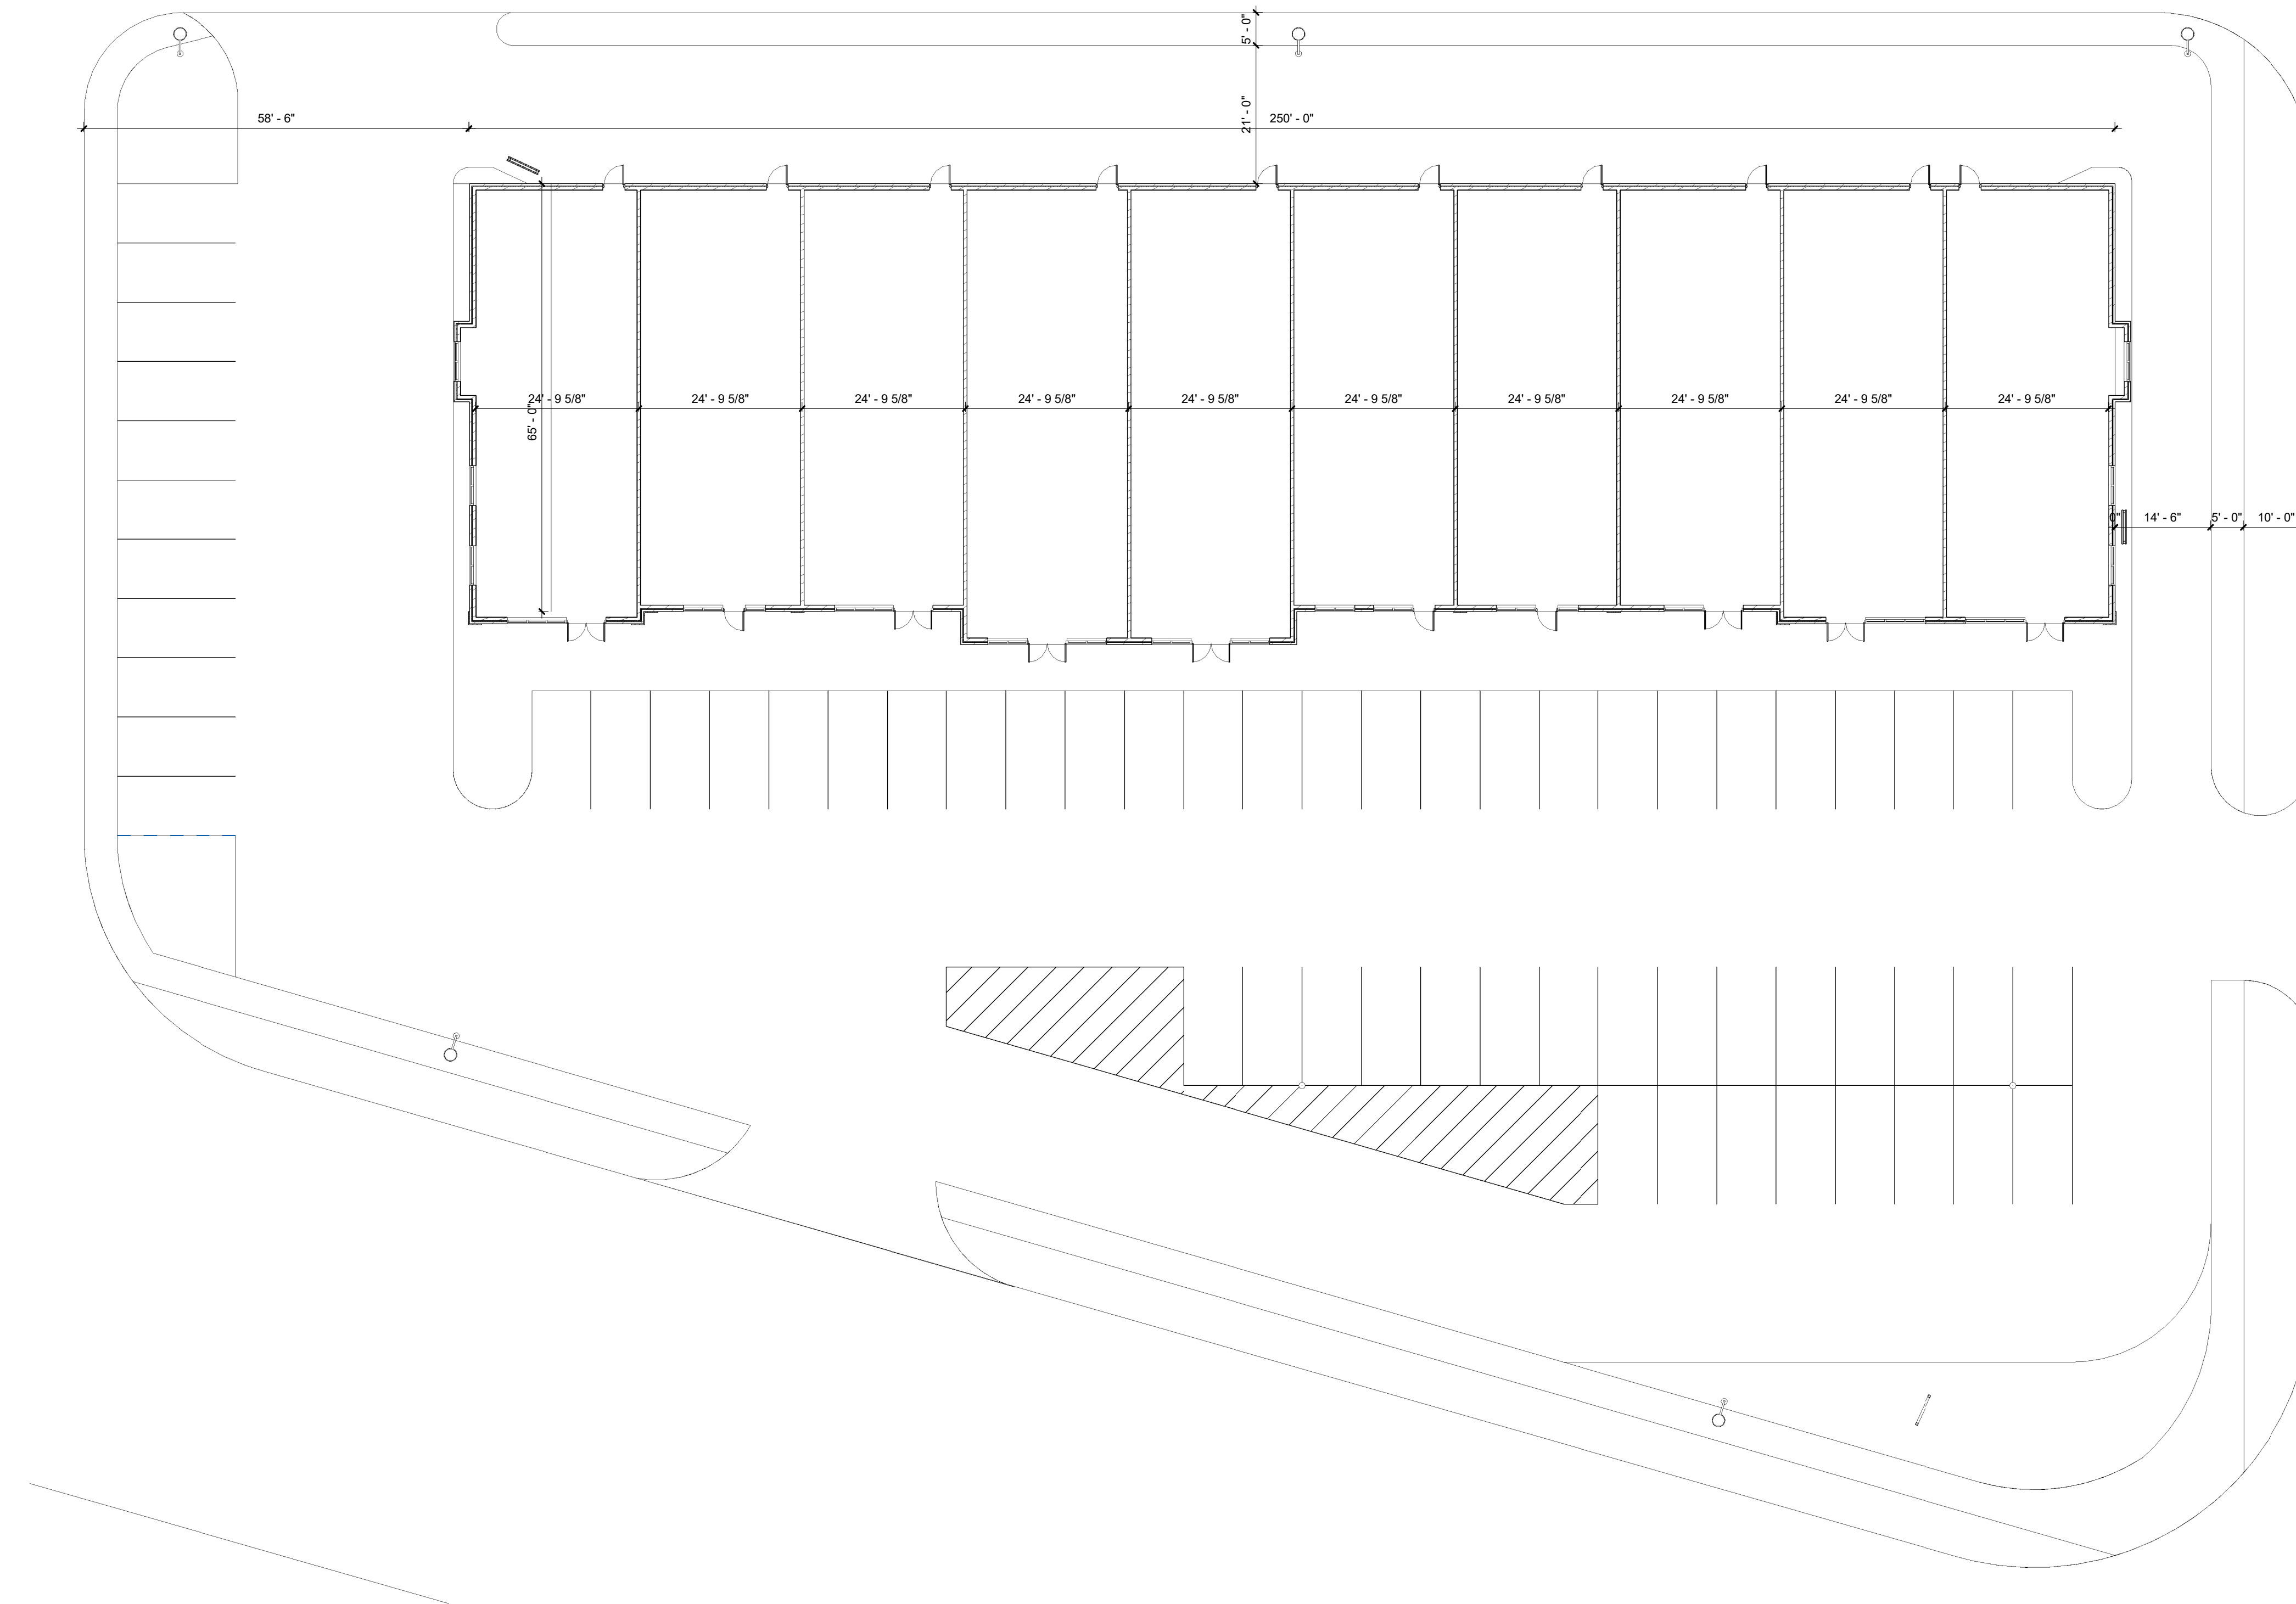 5' - 0"
58' - 6"
21' - 0"
250' - 0"
24' - 9 5/8"
24' - 9 5/8"
24' - 9 5/8"
24' - 9 5/8"
24' - 9 5/8"
24' - 9 5/8"
24' - 9 5/8"
24' - 9 5/8"
24' - 9 5/8"
24' - 9 5/8"
65' - 0"
0"
14' - 6"
5' - 0"
10' - 0"